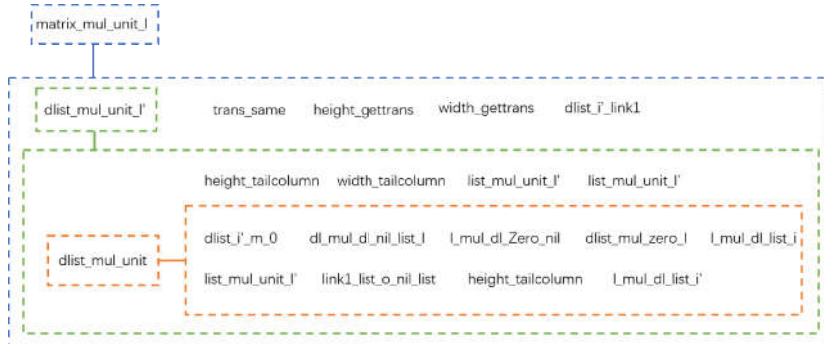 matrix_mul_unit_l
dlist_mul_unit_l' trans_same height_gettrans width_gettrans dlist_i'_link1
height_tailcolumn width_tailcolumn list_mul_unit_l' list_mul_unit_l'
dlist_i'_m_0 dl_mul_dl_nil_list_l l_mul_dl_Zero_nil dlist_mul_zero_l l_mul_dl_list_i
dlist_mul_unit
list_mul_unit_l' link1_list_o_nil_list height_tailcolumn l_mul_dl_list_i'